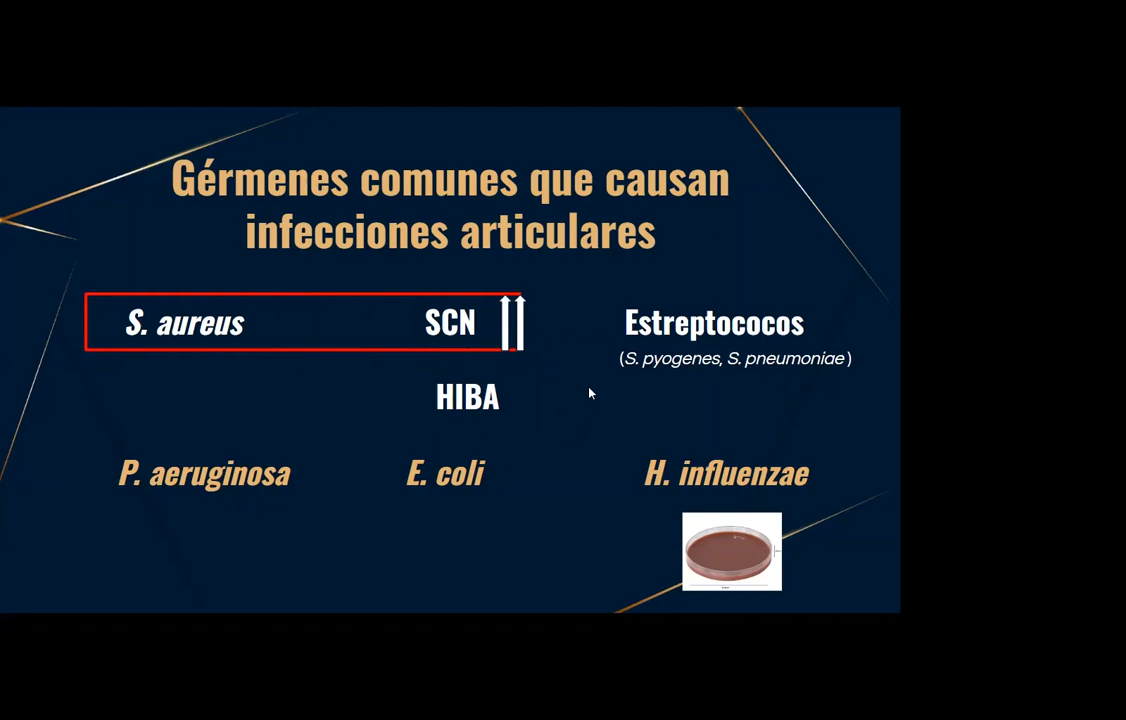 Gérmenes comunes que causan
infecciones articulares
S. aureus SCN Estreptococos
(S. pyogenes, S. pneumoniae)
HIBA
P. aeruginosa E. coli H. influenzae